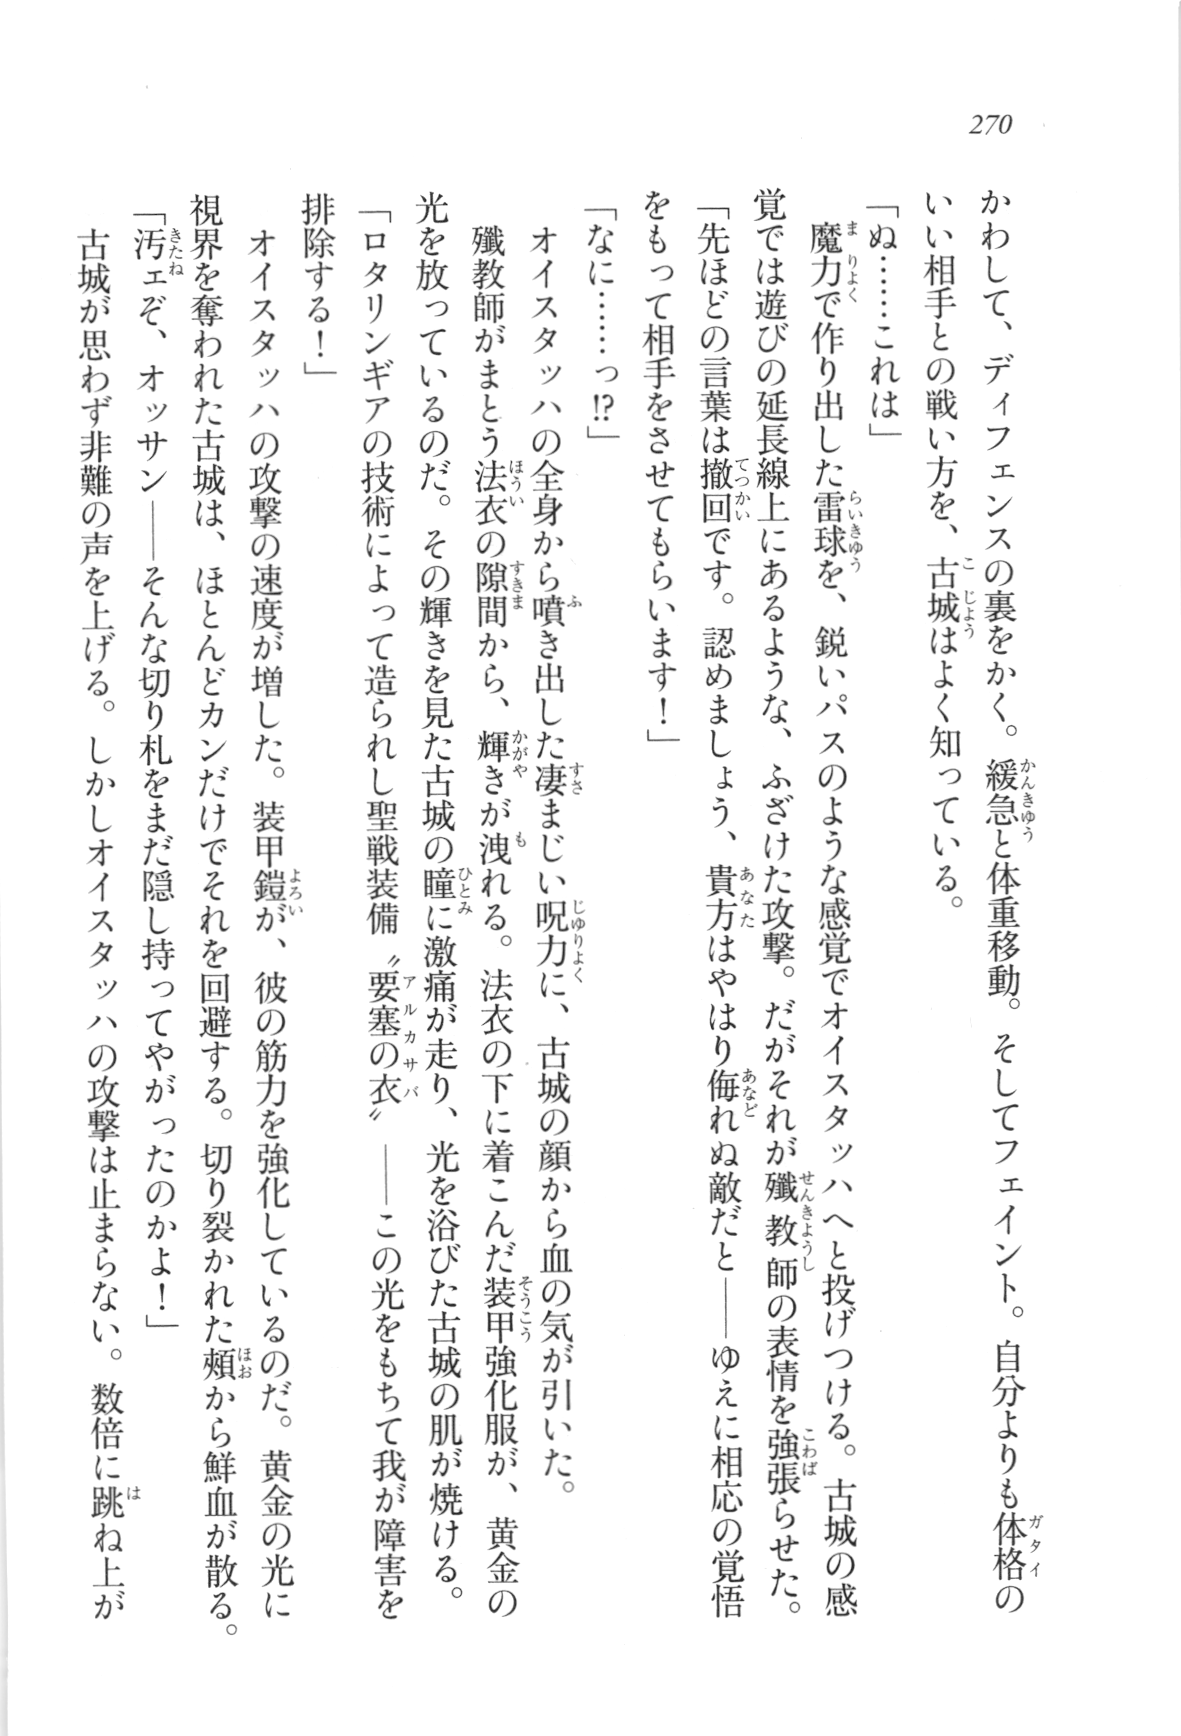 270
かわして、ディフェンスの裏をかく。緩急と体重移動。そしてフェイント。自分よりも体格の
いい相手との戦い方を、古城はよく知っている。
「ぬ……これは」
魔力で作り出した雷球を、鋭いパスのような感覚でオイスタッハへと投げつける。古城の感
覚では遊びの延長線上にあるような、ふざけた攻撃。だがそれが殲教師の表情を強張らせた。
「先ほどの言葉は撤回です。認めましょう、貴方はやはり侮れぬ敵だと――ゆえに相応の覚悟
をもって相手をさせてもらいます！」
「なに……っ!?」
オイスタッハの全身から噴き出した凄まじい呪力に、古城の顔から血の気が引いた。
殲教師がまとう法衣の隙間から、輝きが洩れる。法衣の下に着こんだ装甲強化服が、黄金の
光を放っているのだ。その輝きを見た古城の瞳に激痛が走り、光を浴びた古城の肌が焼ける。
「ロタリンギアの技術によって造られし聖戦装備〝要塞の衣〟――この光をもちて我が障害を
排除する！」
オイスタッハの攻撃の速度が増した。装甲鎧が、彼の筋力を強化しているのだ。黄金の光に
視界を奪われた古城は、ほとんどカンだけでそれを回避する。切り裂かれた頰から鮮血が散る。
「汚ェぞ、オッサン――そんな切り札をまだ隠し持ってやがったのかよ！」
古城が思わず非難の声を上げる。しかしオイスタッハの攻撃は止まらない。数倍に跳ね上が